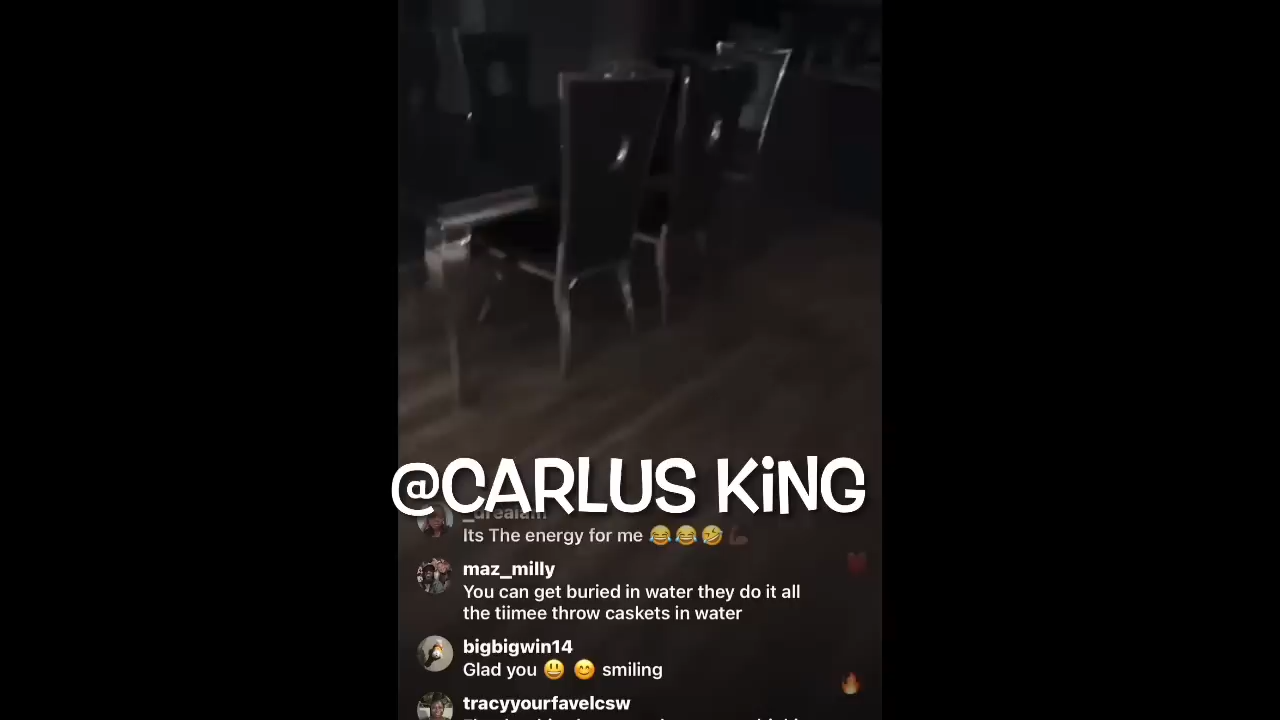 @CARLUS KiNG
Its The energy for me 😂😂🤣💪🏾
maz_milly
You can get buried in water they do it all
the tiimee throw caskets in water
bigbigwin14
Glad you 😃 😊 smiling
tracyyourfavelcsw